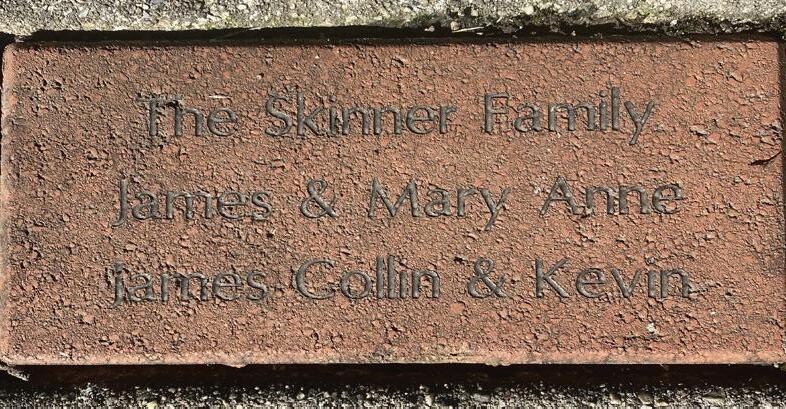 The Skinner Family
James & Mary Anne
james Collin & Kevin